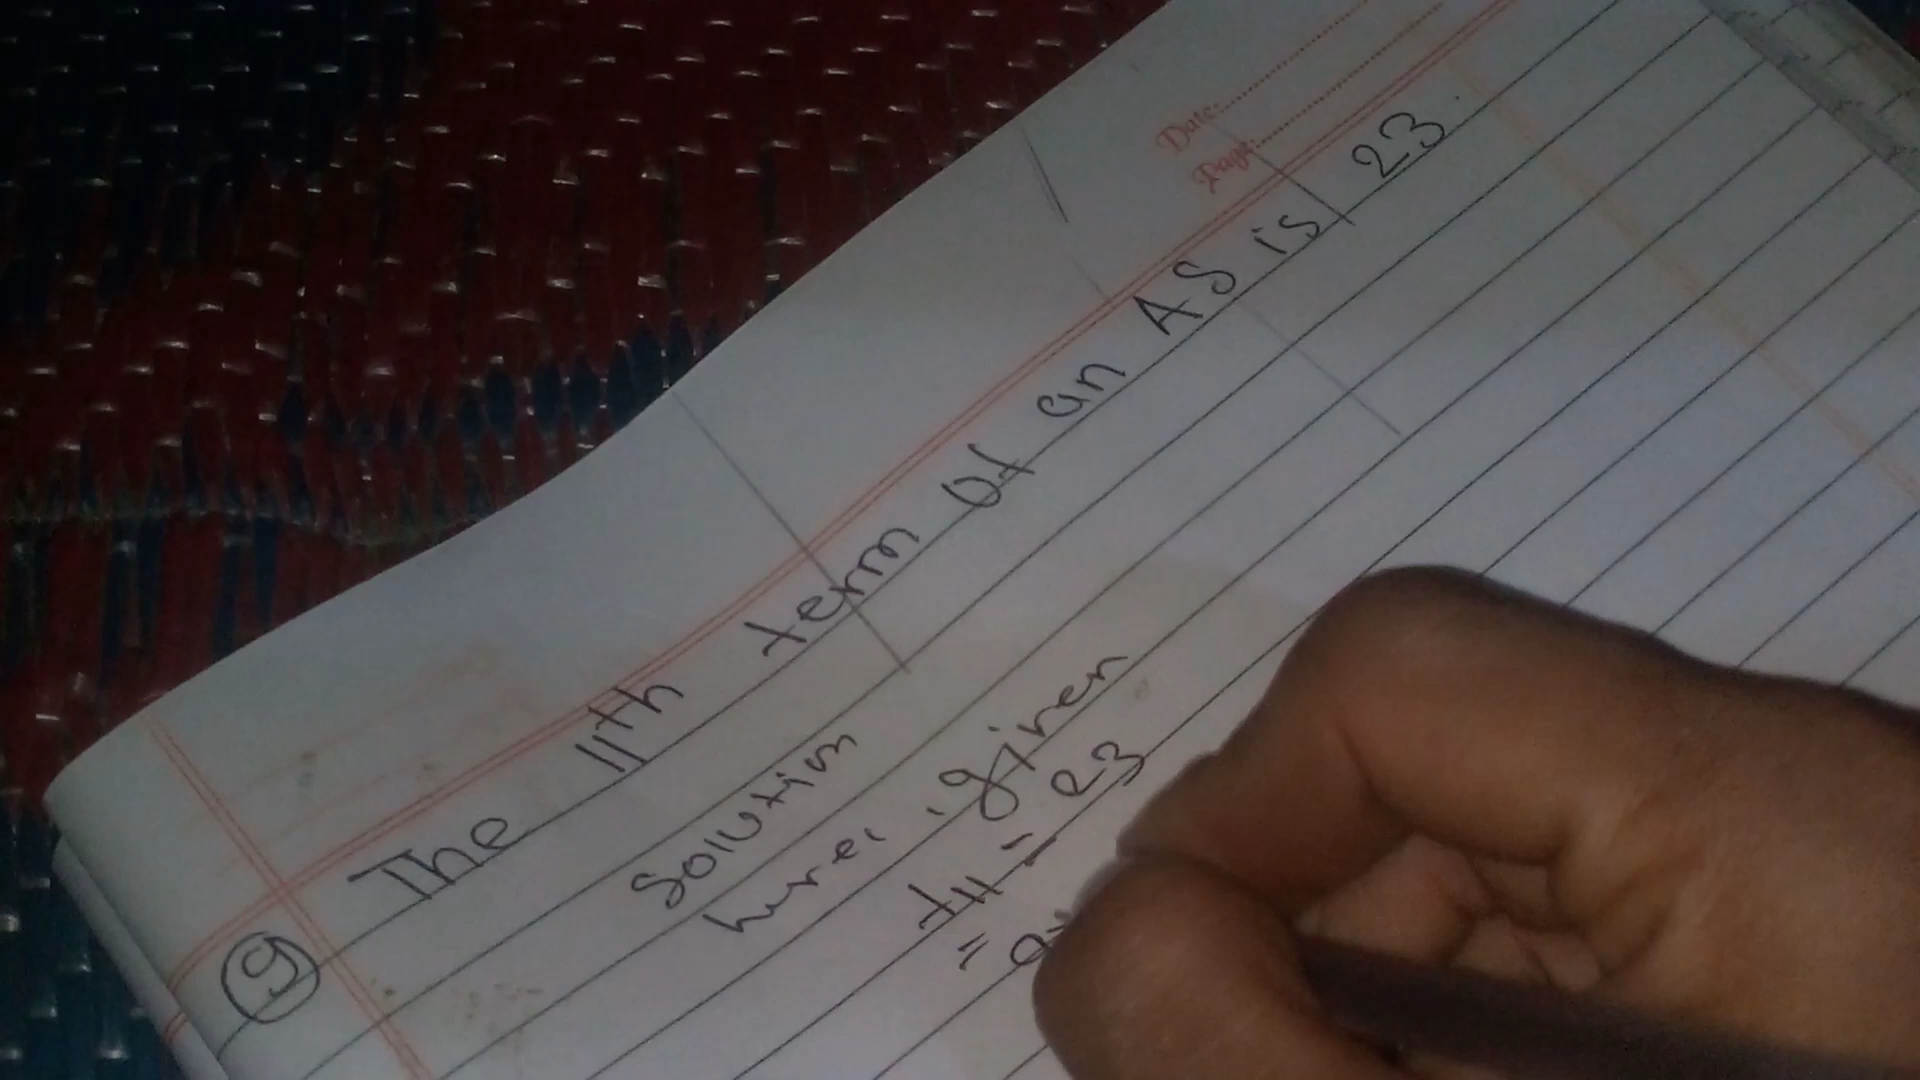 Date:
Page:
9 The 11th term of an AS is 23.
Solution
here, given
t11 = 23
=